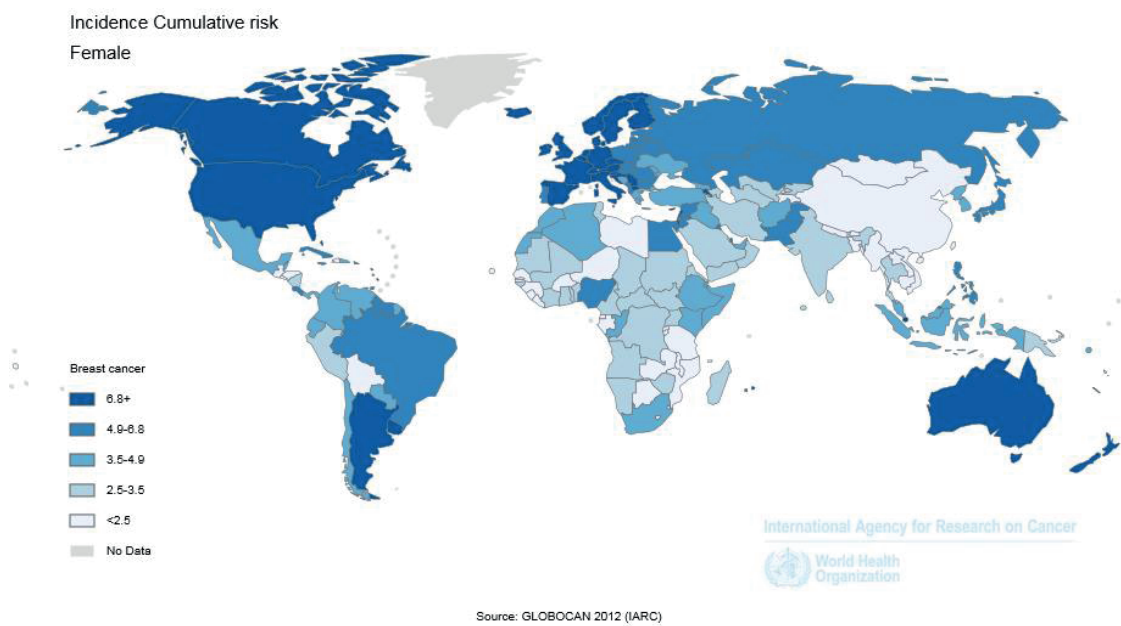 Incidence Cumulative risk
Female
Breast cancer
6.8+
4.9-6.8
3.5-4.9
2.5-3.5
<2.5
No Data
International Agency for Research on Cancer
World Health
Organization
Source: GLOBOCAN 2012 (IARC)